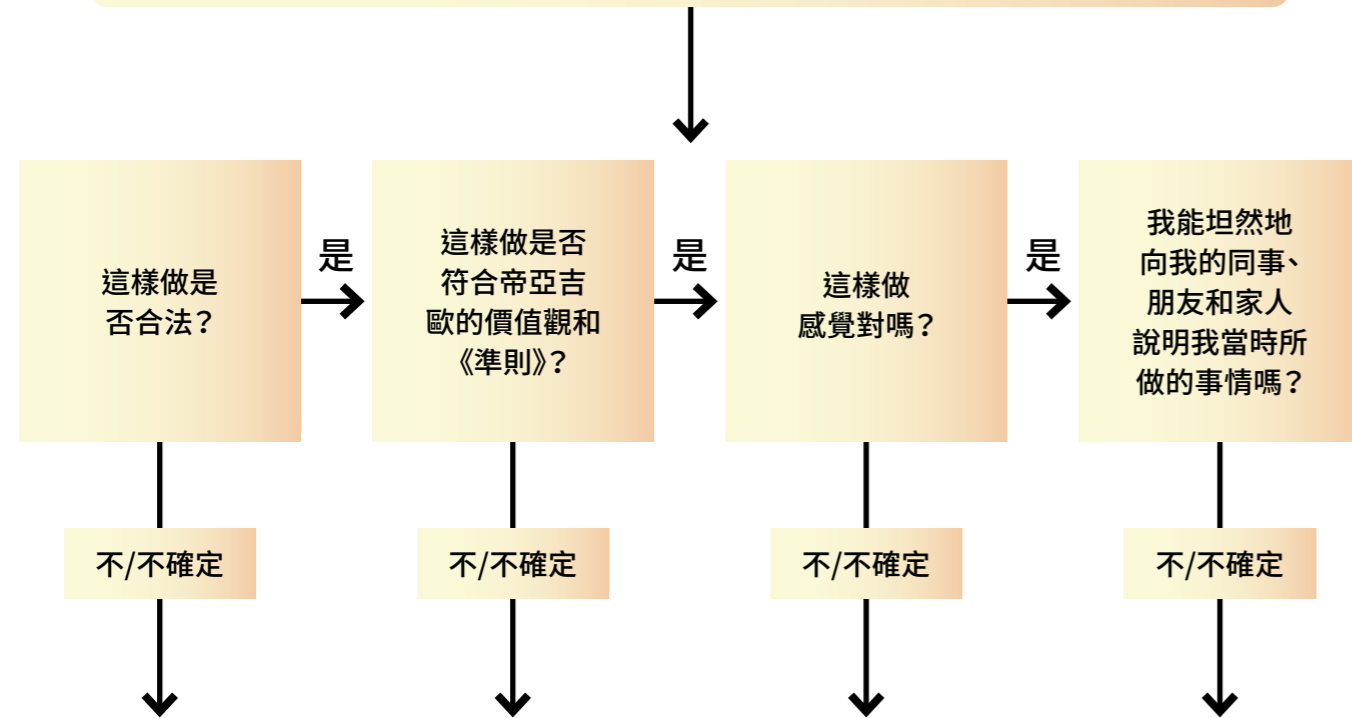 這樣做是
否合法？
是
這樣做是否
符合帝亞吉
歐的價值觀和
《準則》？
是
這樣做
感覺對嗎？
是
我能坦然地
向我的同事、
朋友和家人
說明我當時所
做的事情嗎？
不/不確定
不/不確定
不/不確定
不/不確定